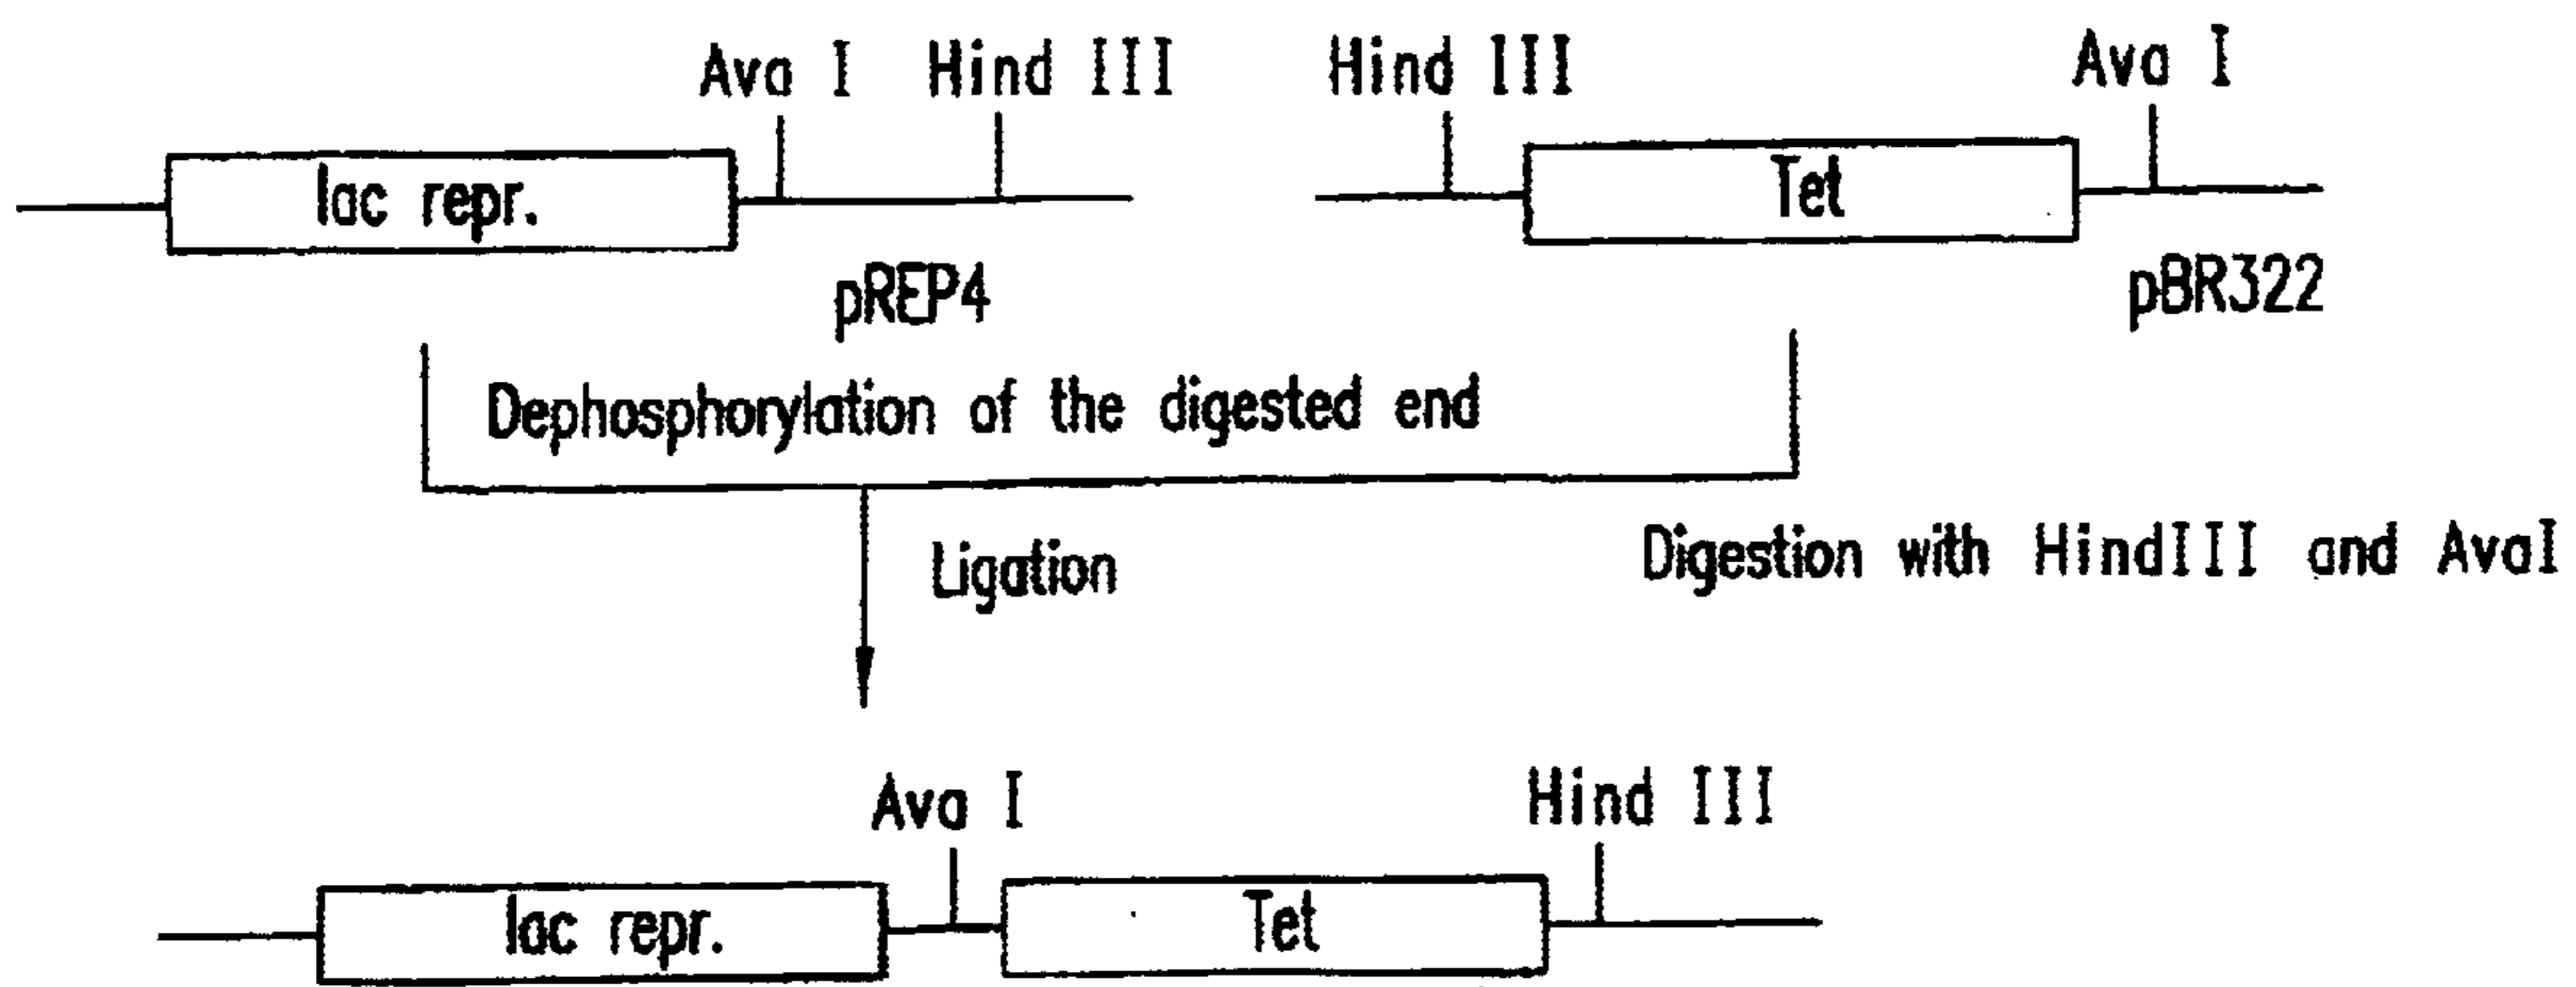 Ava I Hind III Hind III Ava I
lac repr. Tet
pREP4 pBR322
Dephosphorylation of the digested end
Ligation Digestion with HindIII and AvaI
Ava I Hind III
lac repr. Tet